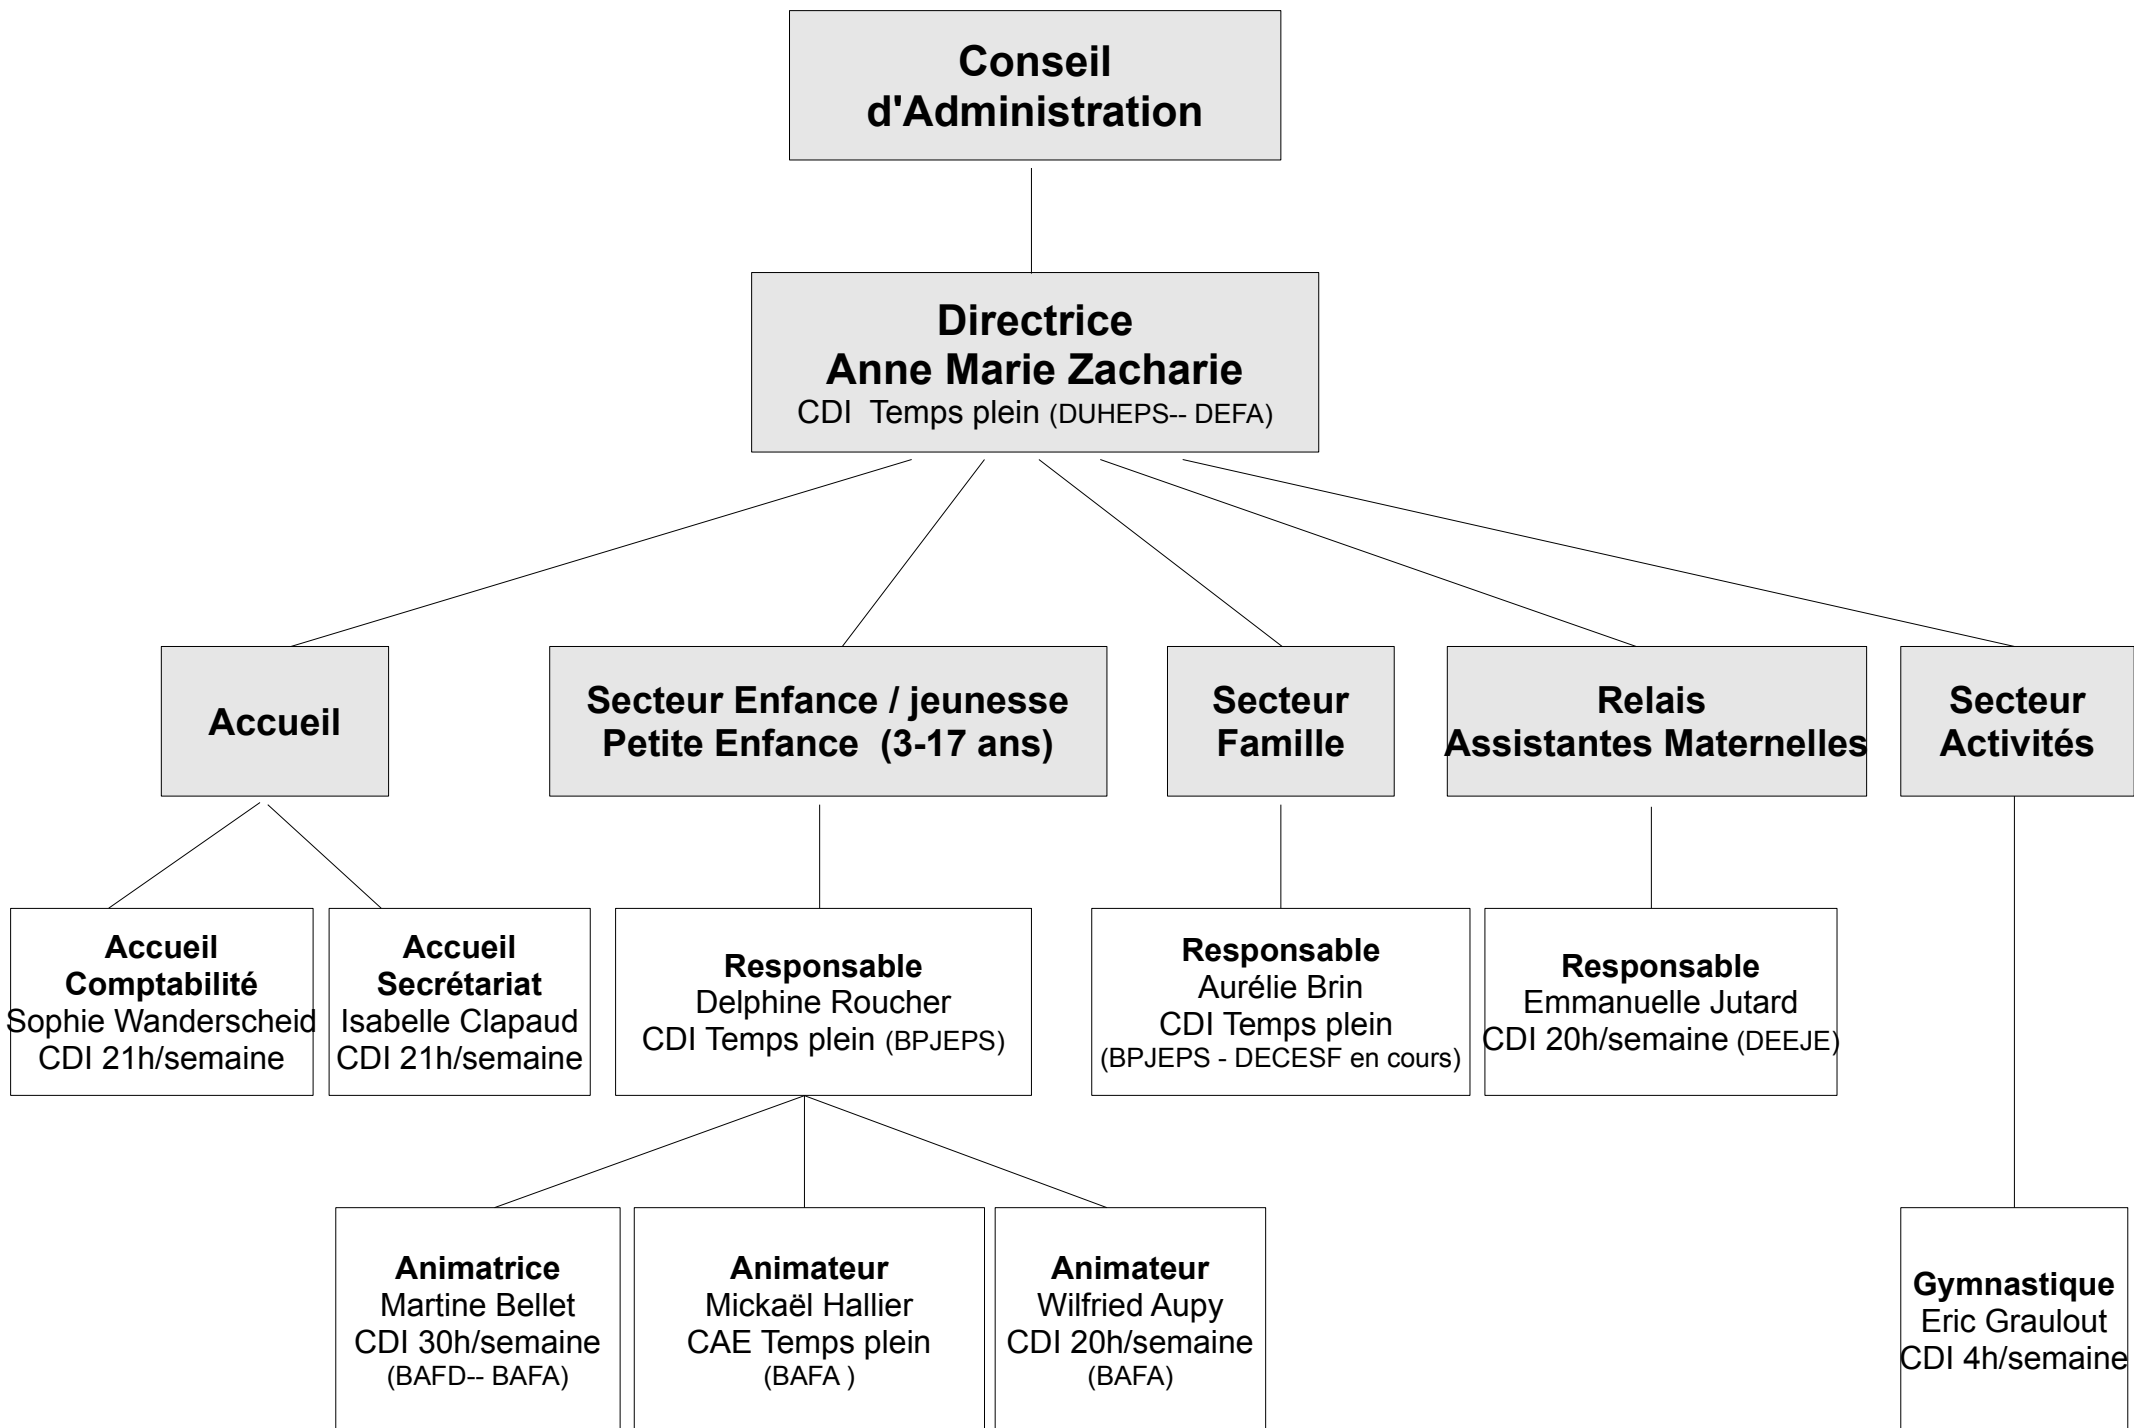 Conseil
d'Administration
Directrice
Anne Marie Zacharie
CDI  Temps plein (DUHEPS-- DEFA)
Accueil
Secteur Enfance / jeunesse
Petite Enfance  (3-17 ans)
Secteur
Famille
Relais
Assistantes Maternelles
Secteur
Activités
Accueil
Comptabilité
Sophie Wanderscheid
CDI 21h/semaine
Accueil
Secrétariat
Isabelle Clapaud
CDI 21h/semaine
Responsable
Delphine Roucher
CDI Temps plein (BPJEPS)
Responsable
Aurélie Brin
CDI Temps plein
(BPJEPS - DECESF en cours)
Responsable
Emmanuelle Jutard
CDI 20h/semaine (DEEJE)
Animatrice
Martine Bellet
CDI 30h/semaine
(BAFD-- BAFA)
Animateur
Mickaël Hallier
CAE Temps plein
(BAFA )
Animateur
Wilfried Aupy
CDI 20h/semaine
(BAFA)
Gymnastique
Eric Graulout
CDI 4h/semaine